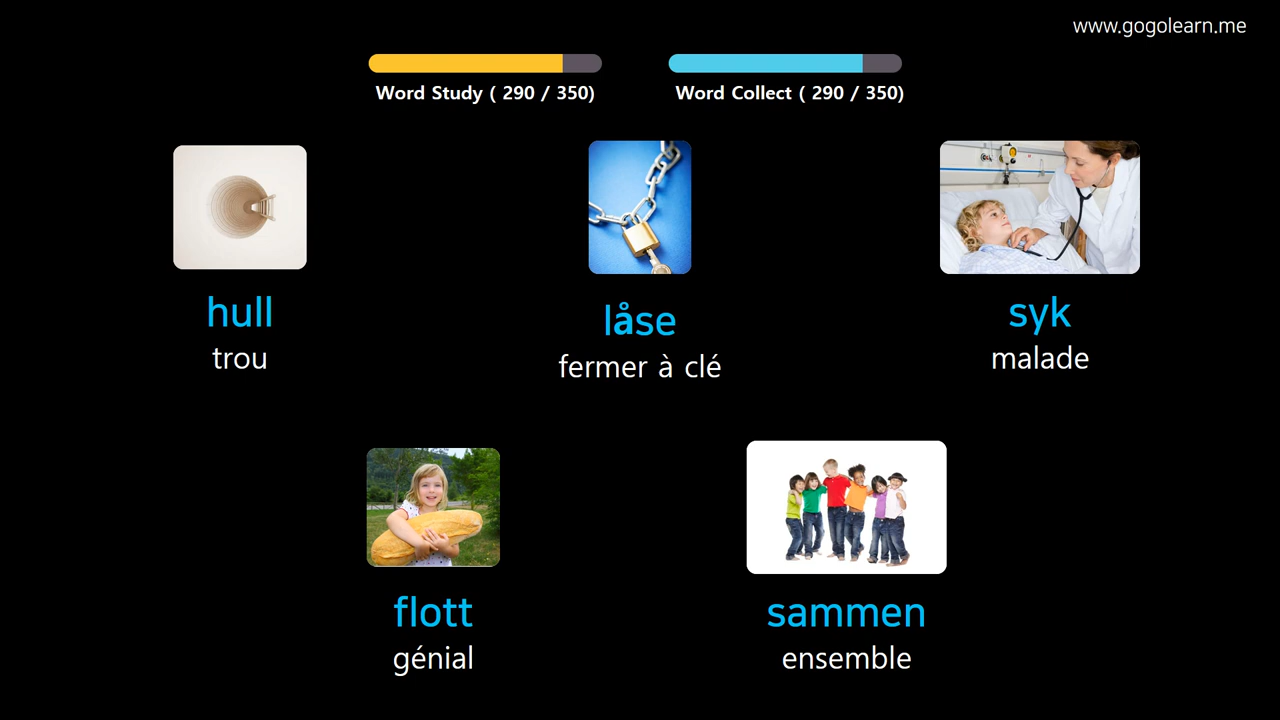 www.gogolearn.me
Word Study ( 290 / 350)
Word Collect ( 290 / 350)
hull
trou
låse
fermer à clé
syk
malade
flott
génial
sammen
ensemble